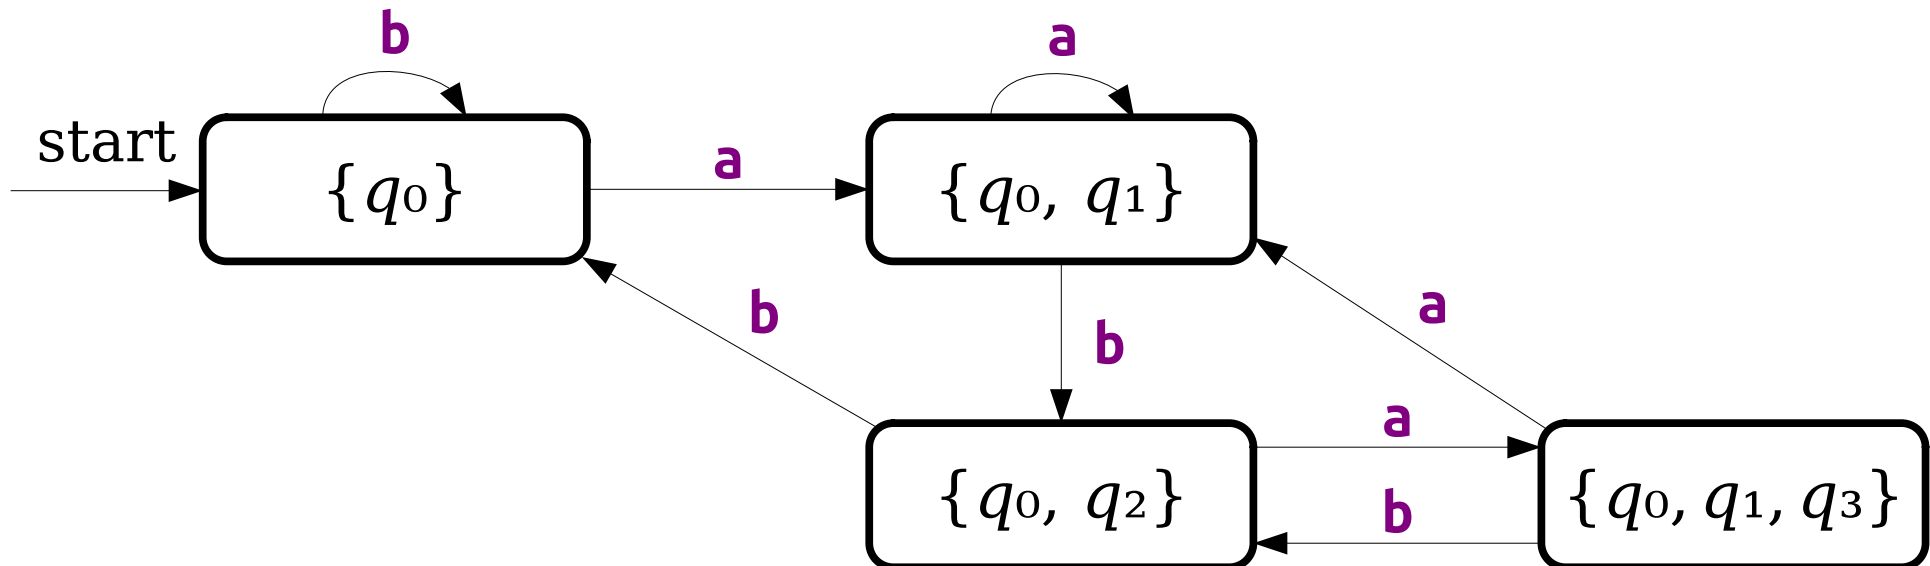 b
a
start
{q₀}
a
{q₀, q₁}
b
b
a
{q₀, q₂}
a
b
{q₀, q₁, q₃}